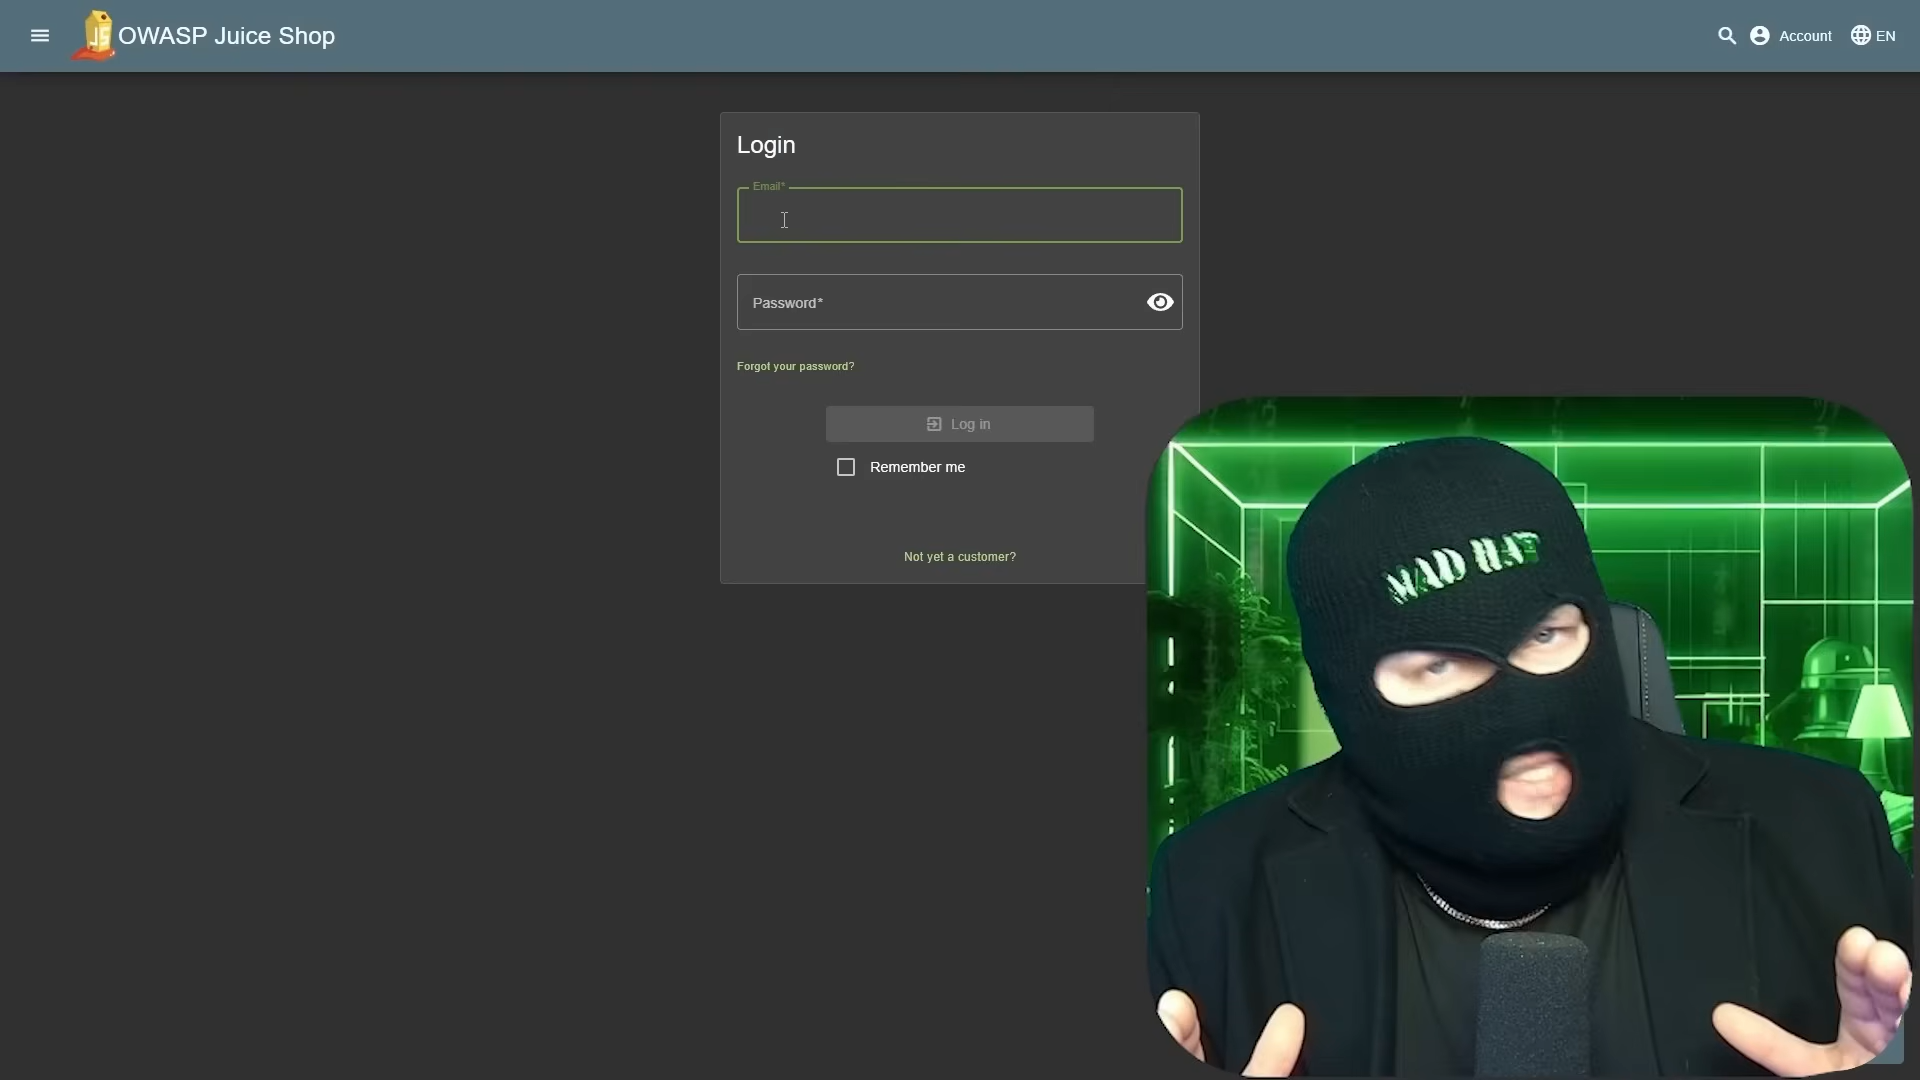 JS
OWASP Juice Shop
Account
EN
Login
Email*
Password*
Forgot your password?
Log in
Remember me
Not yet a customer?
MAD HAT